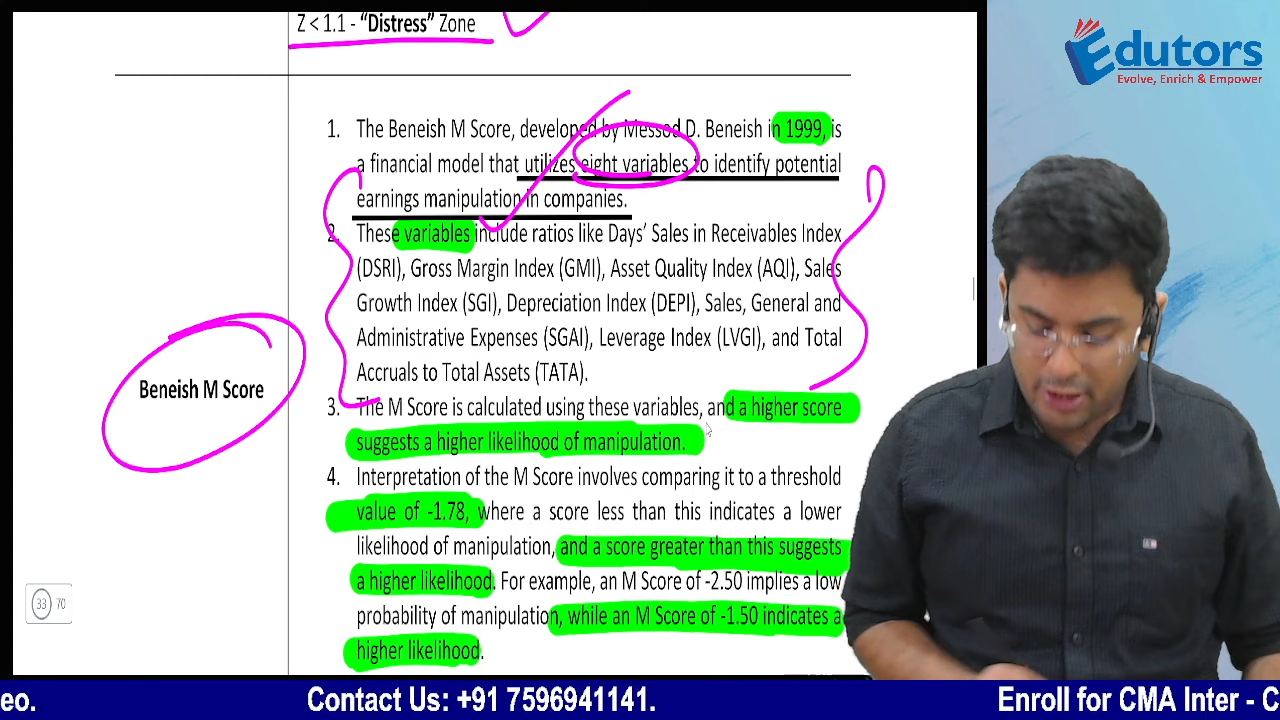 Z < 1.1 - “Distress” Zone
Edutors
Evolve, Enrich & Empower
1. The Beneish M Score, developed by Messod D. Beneish in 1999, is
a financial model that utilizes eight variables to identify potential
earnings manipulation in companies.
2. These variables include ratios like Days’ Sales in Receivables Index
(DSRI), Gross Margin Index (GMI), Asset Quality Index (AQI), Sales
Growth Index (SGI), Depreciation Index (DEPI), Sales, General and
Administrative Expenses (SGAI), Leverage Index (LVGI), and Total
Accruals to Total Assets (TATA).
Beneish M Score
3. The M Score is calculated using these variables, and a higher score
suggests a higher likelihood of manipulation.
4. Interpretation of the M Score involves comparing it to a threshold
value of -1.78, where a score less than this indicates a lower
likelihood of manipulation, and a score greater than this suggests
a higher likelihood. For example, an M Score of -2.50 implies a low
probability of manipulation, while an M Score of -1.50 indicates a
higher likelihood.
33 70
eo. Contact Us: +91 7596941141. Enroll for CMA Inter - C